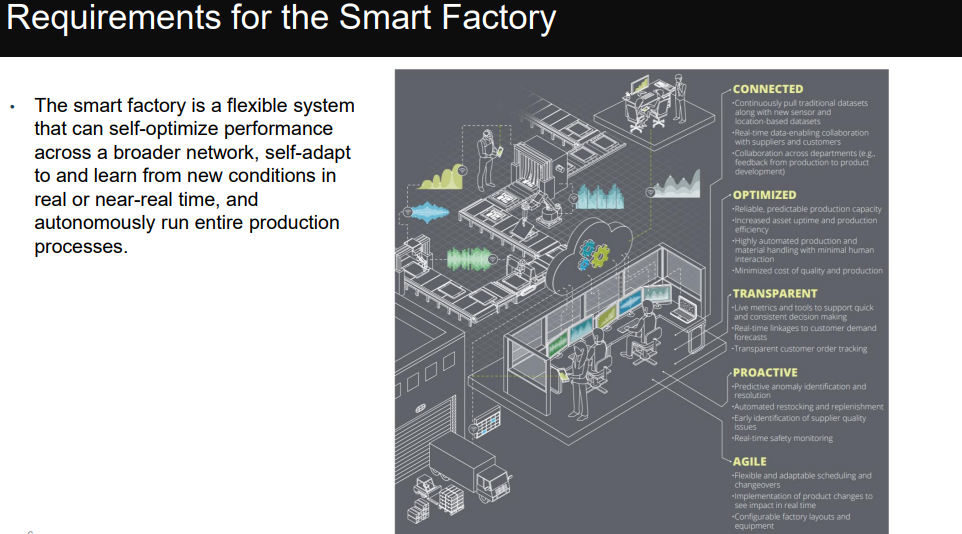 Requirements for the Smart Factory
• The smart factory is a flexible system
that can self-optimize performance
across a broader network, self-adapt
to and learn from new conditions in
real or near-real time, and
autonomously run entire production
processes.
CONNECTED
•Continuously pull traditional datasets
along with new sensor and
location-based datasets
•Real-time data-enabling collaboration
with suppliers and customers
•Collaboration across departments (e.g.,
feedback from production to product
development)
OPTIMIZED
•Reliable, predictable production capacity
•Increased asset uptime and production
efficiency
•Highly automated production and
material handling with minimal human
interaction
•Minimized cost of quality and production
TRANSPARENT
•Live metrics and tools to support quick
and consistent decision making
•Real-time linkages to customer demand
forecasts
•Transparent customer order tracking
PROACTIVE
•Predictive anomaly identification and
resolution
•Automated restocking and replenishment
•Early identification of supplier quality
issues
•Real-time safety monitoring
AGILE
•Flexible and adaptable scheduling and
changeovers
•Implementation of product changes to
see impact in real time
•Configurable factory layouts and
equipment